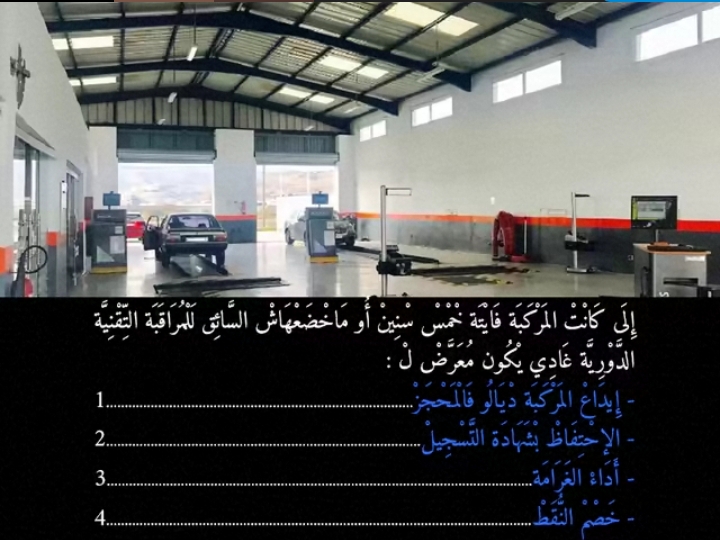 إِلَى كَانَتْ المَرْكَبَة فَايْتَة خْمْسْ سْنِينْ أُو مَاخْضَعْهَاشْ السَّائِق لَلْمُرَاقَبَة التِّقْنِيَّة
الدَّوْرِيَّة غَادِي يْكُون مُعَرَّضْ لْ :
- إِيدَاعْ المَرْكَبَة دْيَالُو فَالْمَحْجَزْ......................................................1
- الإحْتِفَاظْ بْشَهَادَة التَّسْجِيلْ......................................................2
- أَدَاءْ الغَرَامَة......................................................3
- خَصْمْ النُّقَطْ......................................................4